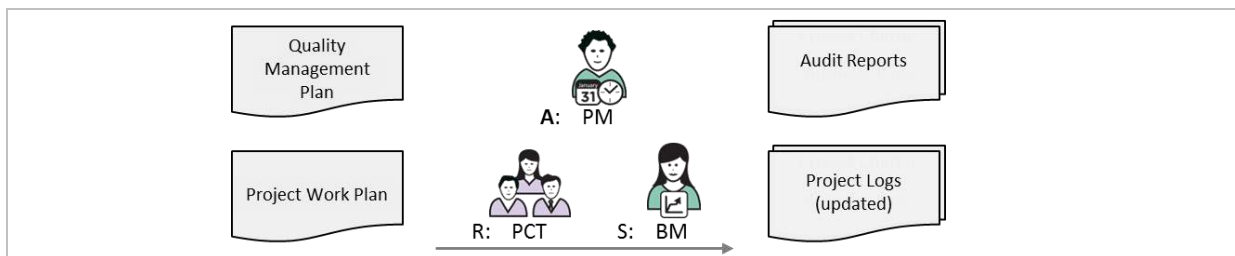 Quality
Management
Plan
Audit Reports
January
31
A: PM
Project Work Plan
Project Logs
(updated)
R: PCT
S: BM